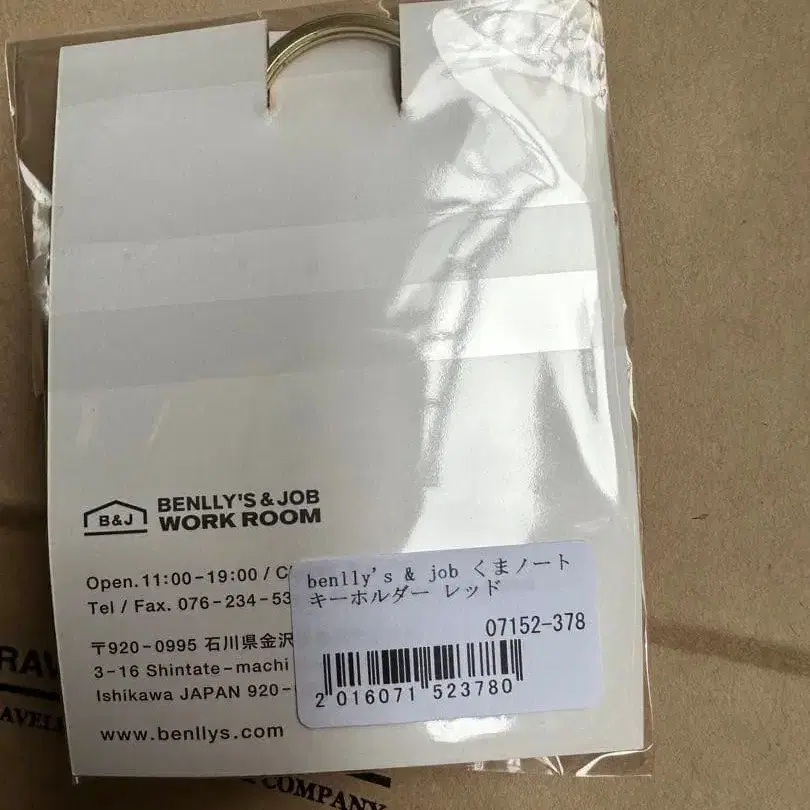 B&J
BENLLY'S & JOB
WORK ROOM
Open. 11:00-19:00 /
Tel / Fax. 076-234-53
〒920-0995 石川県金沢
3-16 Shintate-machi
Ishikawa JAPAN 920-
www.benllys.com
benlly's & job くまノート
キーホルダー レッド
07152-378
2 016071 523780
COMPANY